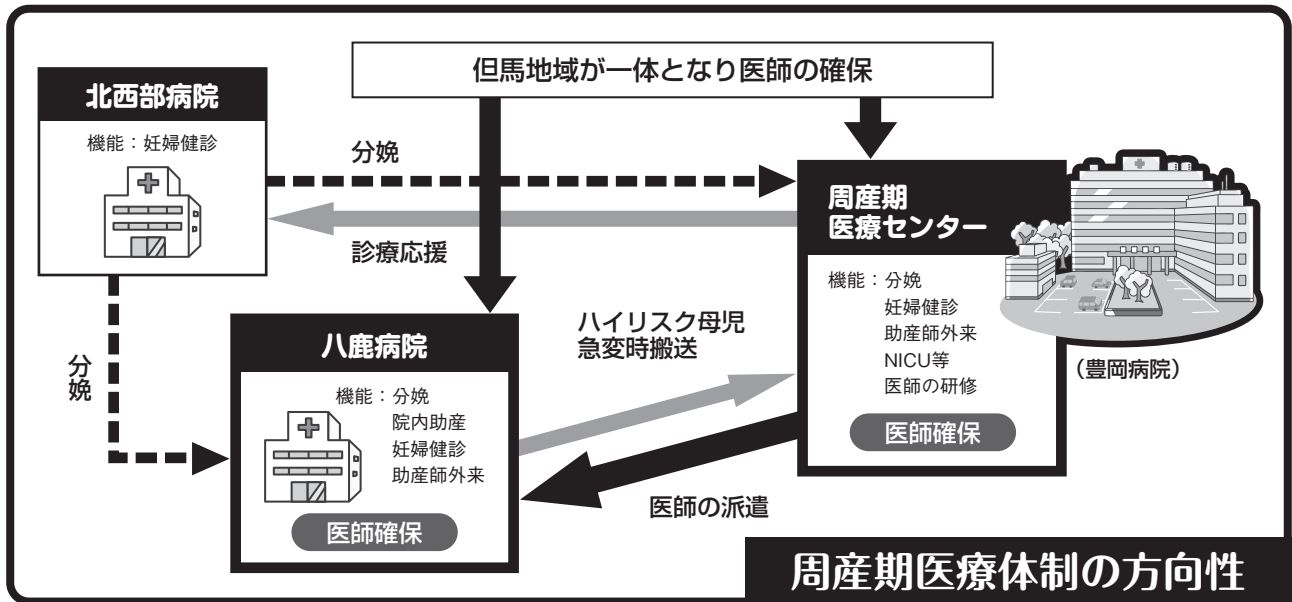 但馬地域が一体となり医師の確保
北西部病院
機能：妊婦健診
分娩
診療応援
分娩
周産期
医療センター
機能：分娩
妊婦健診
助産師外来
NICU等
医師の研修
医師確保
（豊岡病院）
八鹿病院
機能：分娩
院内助産
妊婦健診
助産師外来
医師確保
ハイリスク母児
急変時搬送
医師の派遣
周産期医療体制の方向性